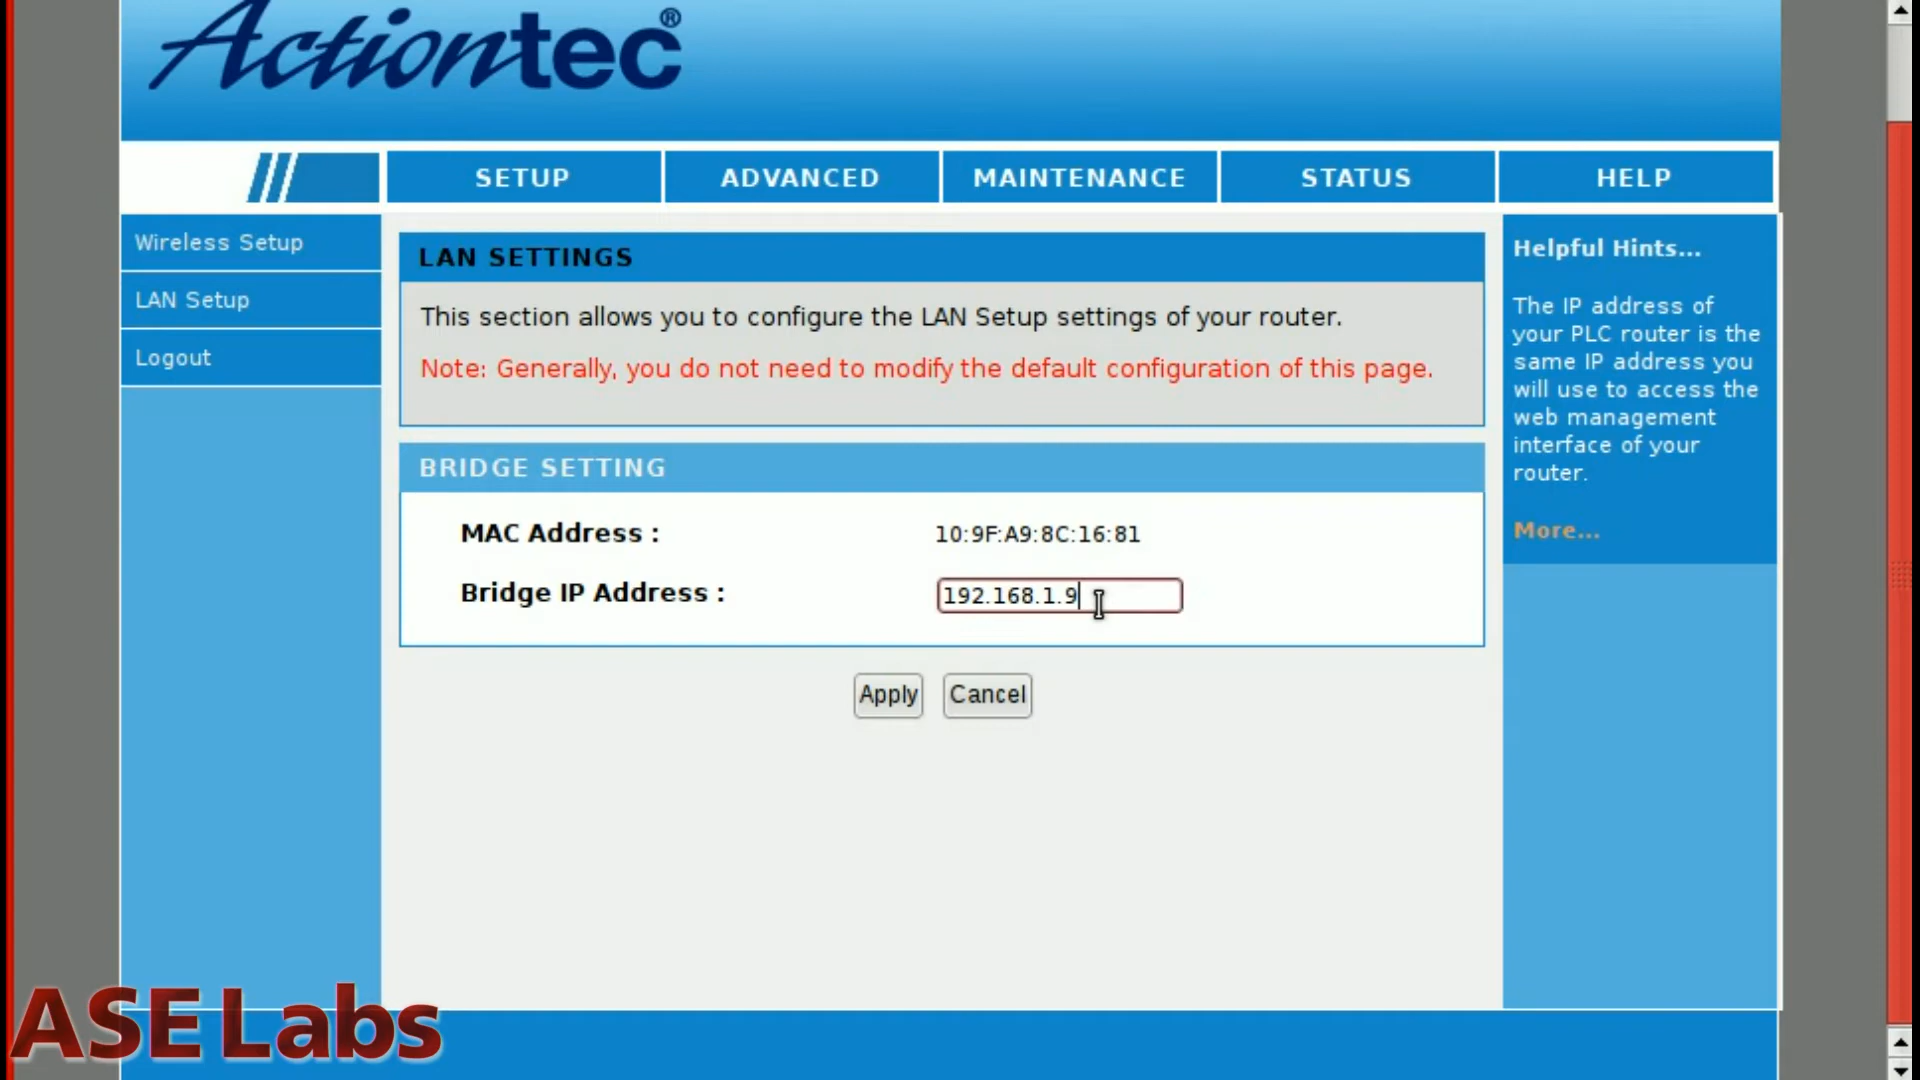 Actiontec®
SETUP
ADVANCED
MAINTENANCE
STATUS
HELP
Wireless Setup
LAN Setup
Logout
LAN SETTINGS
This section allows you to configure the LAN Setup settings of your router.
Note: Generally, you do not need to modify the default configuration of this page.
BRIDGE SETTING
MAC Address :
10:9F:A9:8C:16:81
Bridge IP Address :
192.168.1.9
Apply
Cancel
Helpful Hints...
The IP address of
your PLC router is the
same IP address you
will use to access the
web management
interface of your
router.
More...
ASE Labs